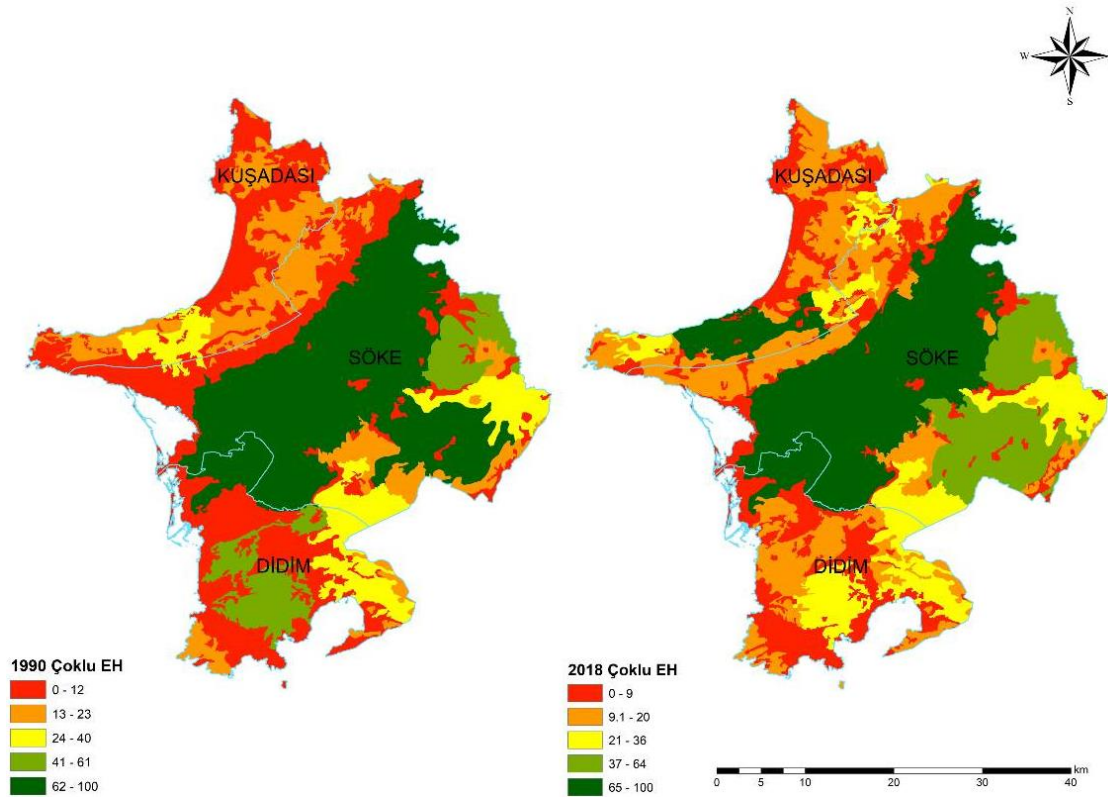 N
W
S
KUŞADASI
SÖKE
DİDİM
KUŞADASI
SÖKE
DİDİM
1990 Çoklu EH
0 - 12
13 - 23
24 - 40
41 - 61
62 - 100
2018 Çoklu EH
0 - 9
9.1 - 20
21 - 36
37 - 64
65 - 100
km
0 5 10 20 30 40